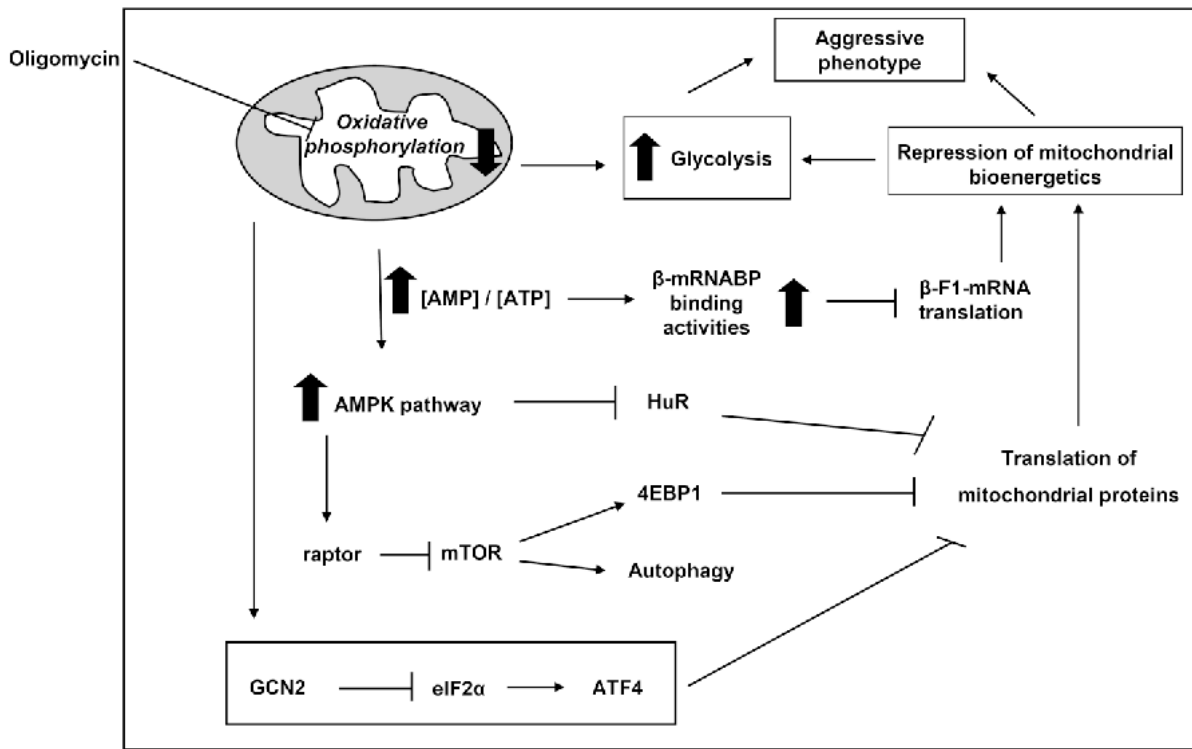 Oligomycin
Aggressive
phenotype
Oxidative
phosphorylation
Glycolysis
Repression of mitochondrial
bioenergetics
[AMP] / [ATP]
β-mRNABP
binding
activities
β-F1-mRNA
translation
AMPK pathway
HuR
Translation of
mitochondrial proteins
4EBP1
raptor
mTOR
Autophagy
GCN2
eIF2α
ATF4